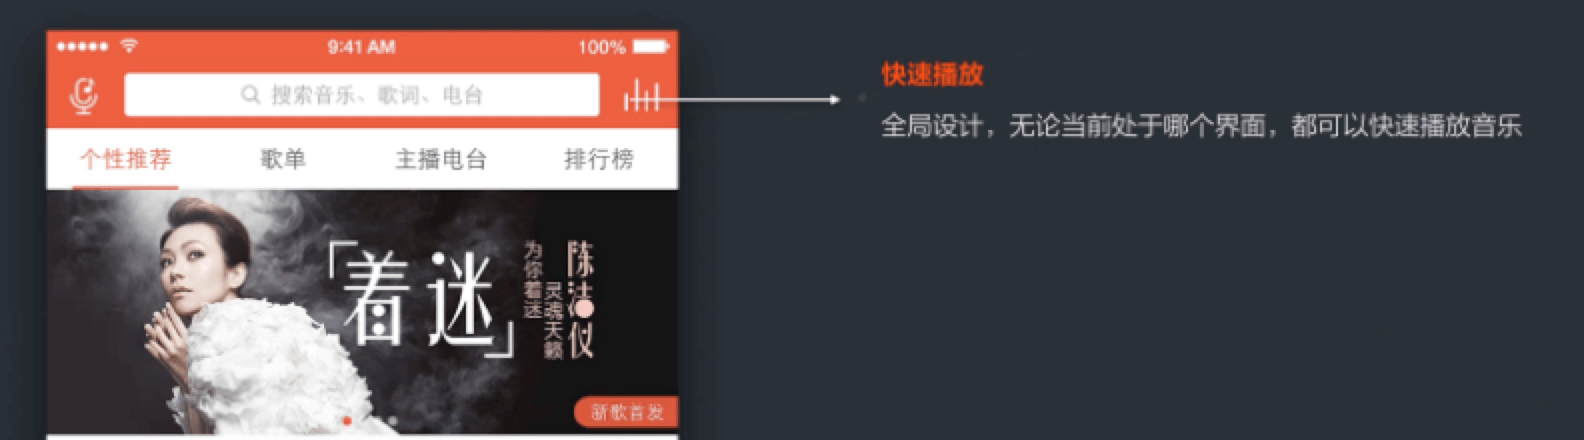 9:41 AM
100%
搜索音乐、歌词、电台
个性推荐
歌单
主播电台
排行榜
「着迷」
陈洁仪
灵魂天籁
为你着迷
新歌首发
快速播放
全局设计，无论当前处于哪个界面，都可以快速播放音乐